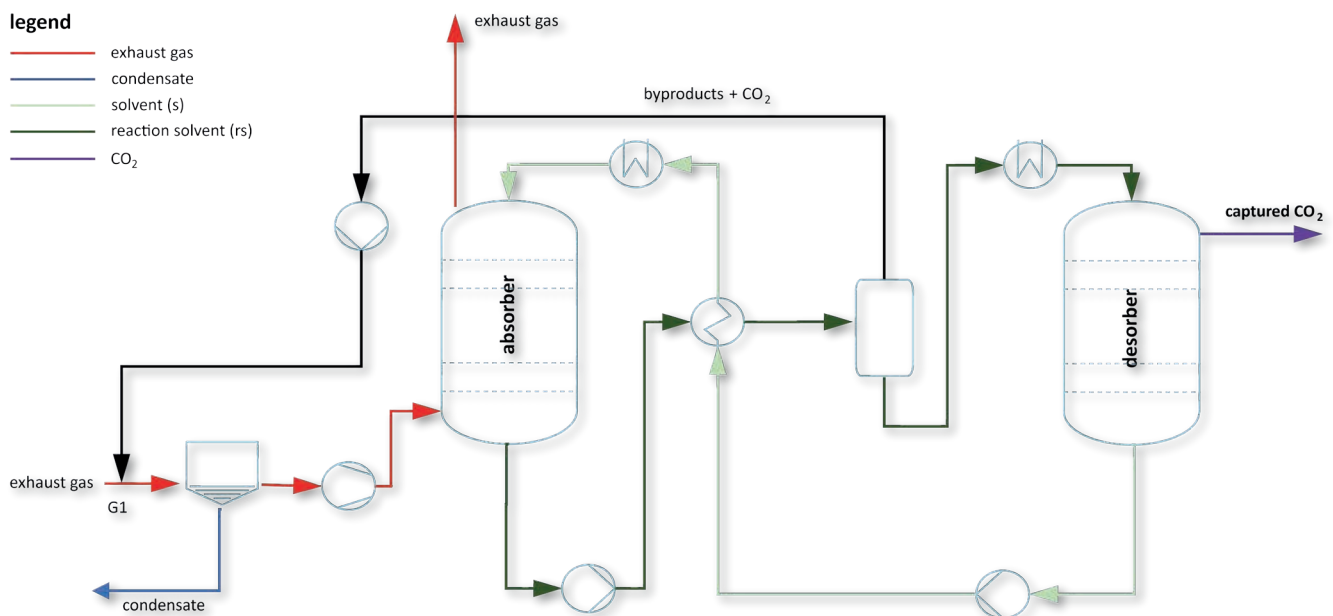 legend
exhaust gas
condensate
solvent (s)
reaction solvent (rs)
CO₂
exhaust gas
byproducts + CO₂
captured CO₂
absorber
desorber
exhaust gas
G1
condensate